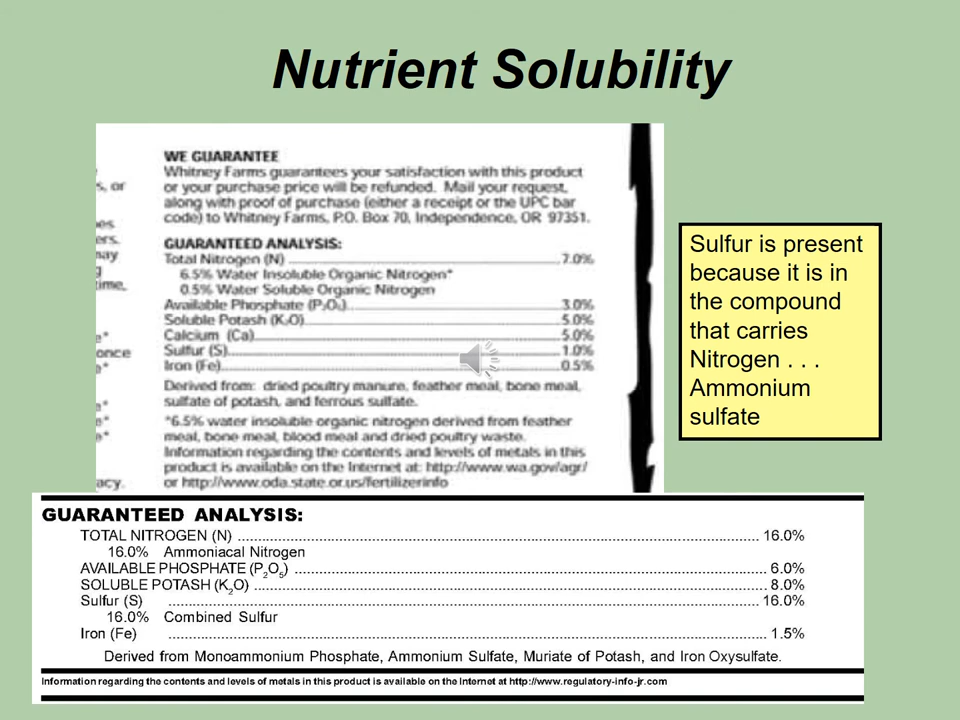 Nutrient Solubility
WE GUARANTEE
Whitney Farms guarantees your satisfaction with this product
or your purchase price will be refunded. Mail your request,
along with proof of purchase (either a receipt or the UPC bar
code) to Whitney Farms, P.O. Box 70, Independence, OR 97351.
GUARANTEED ANALYSIS:
Total Nitrogen (N) 7.0%
6.5% Water Insoluble Organic Nitrogen*
0.5% Water Soluble Organic Nitrogen
Available Phosphate (P₂O₅) 3.0%
Soluble Potash (K₂O) 5.0%
Calcium (Ca) 5.0%
Sulfur (S) 1.0%
Iron (Fe) 0.5%
Derived from: dried poultry manure, feather meal, bone meal,
sulfate of potash, and ferrous sulfate.
*6.5% water insoluble organic nitrogen derived from feather
meal, bone meal, blood meal and dried poultry waste.
Information regarding the contents and levels of metals in this
product is available on the Internet at: http://www.wa.gov/agr/
or http://www.oda.state.or.us/fertilizerinfo
s, or
ers.
may
time,
once
acy.
Sulfur is present
because it is in
the compound
that carries
Nitrogen . . .
Ammonium
sulfate
GUARANTEED ANALYSIS:
TOTAL NITROGEN (N) 16.0%
16.0% Ammoniacal Nitrogen
AVAILABLE PHOSPHATE (P₂O₅) 6.0%
SOLUBLE POTASH (K₂O) 8.0%
Sulfur (S) 16.0%
16.0% Combined Sulfur
Iron (Fe) 1.5%
Derived from Monoammonium Phosphate, Ammonium Sulfate, Muriate of Potash, and Iron Oxysulfate.
Information regarding the contents and levels of metals in this product is available on the Internet at http://www.regulatory-info-jr.com